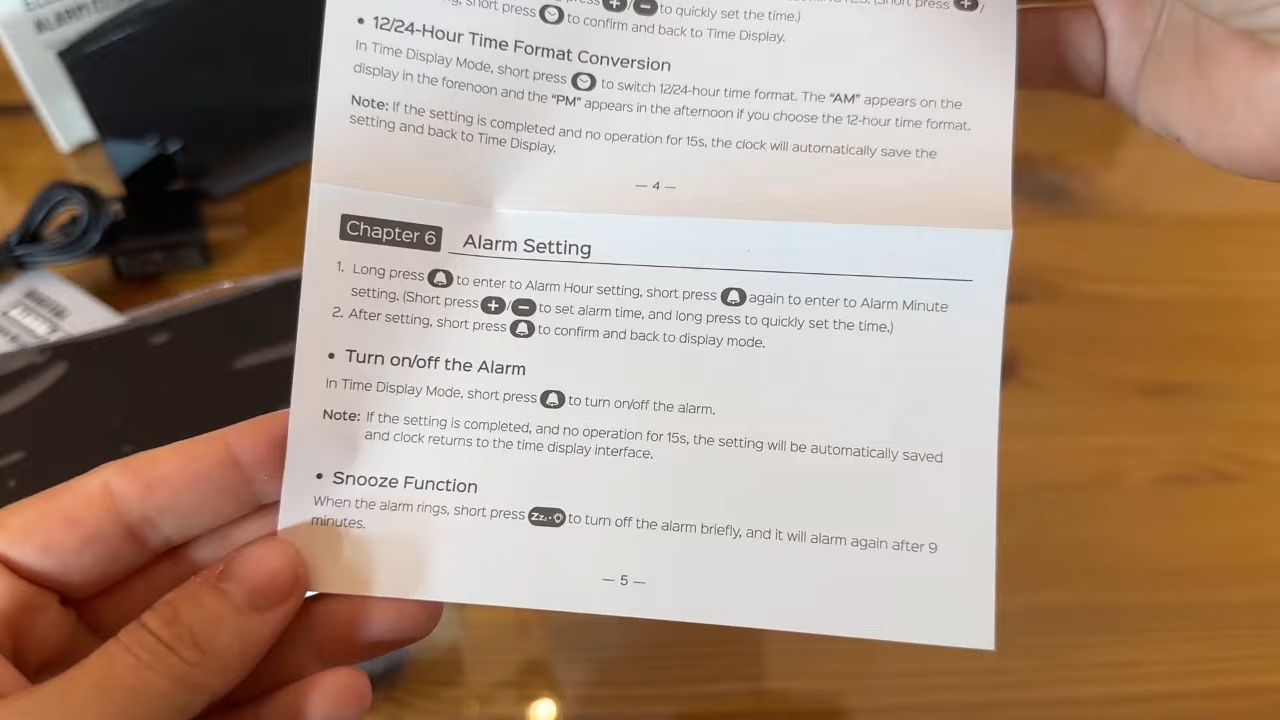 ALARM
short press
to quickly set the time.)
short press to confirm and back to Time Display.
• 12/24-Hour Time Format Conversion
In Time Display Mode, short press to switch 12/24-hour time format. The “AM” appears on the
display in the forenoon and the “PM” appears in the afternoon if you choose the 12-hour time format.
Note: If the setting is completed and no operation for 15s, the clock will automatically save the
setting and back to Time Display.
— 4 —
Chapter 6 Alarm Setting
1. Long press to enter to Alarm Hour setting, short press again to enter to Alarm Minute
setting. (Short press +/− to set alarm time, and long press to quickly set the time.)
2. After setting, short press to confirm and back to display mode.
• Turn on/off the Alarm
In Time Display Mode, short press to turn on/off the alarm.
Note: If the setting is completed, and no operation for 15s, the setting will be automatically saved
and clock returns to the time display interface.
• Snooze Function
When the alarm rings, short press Zz to turn off the alarm briefly, and it will alarm again after 9
minutes.
— 5 —